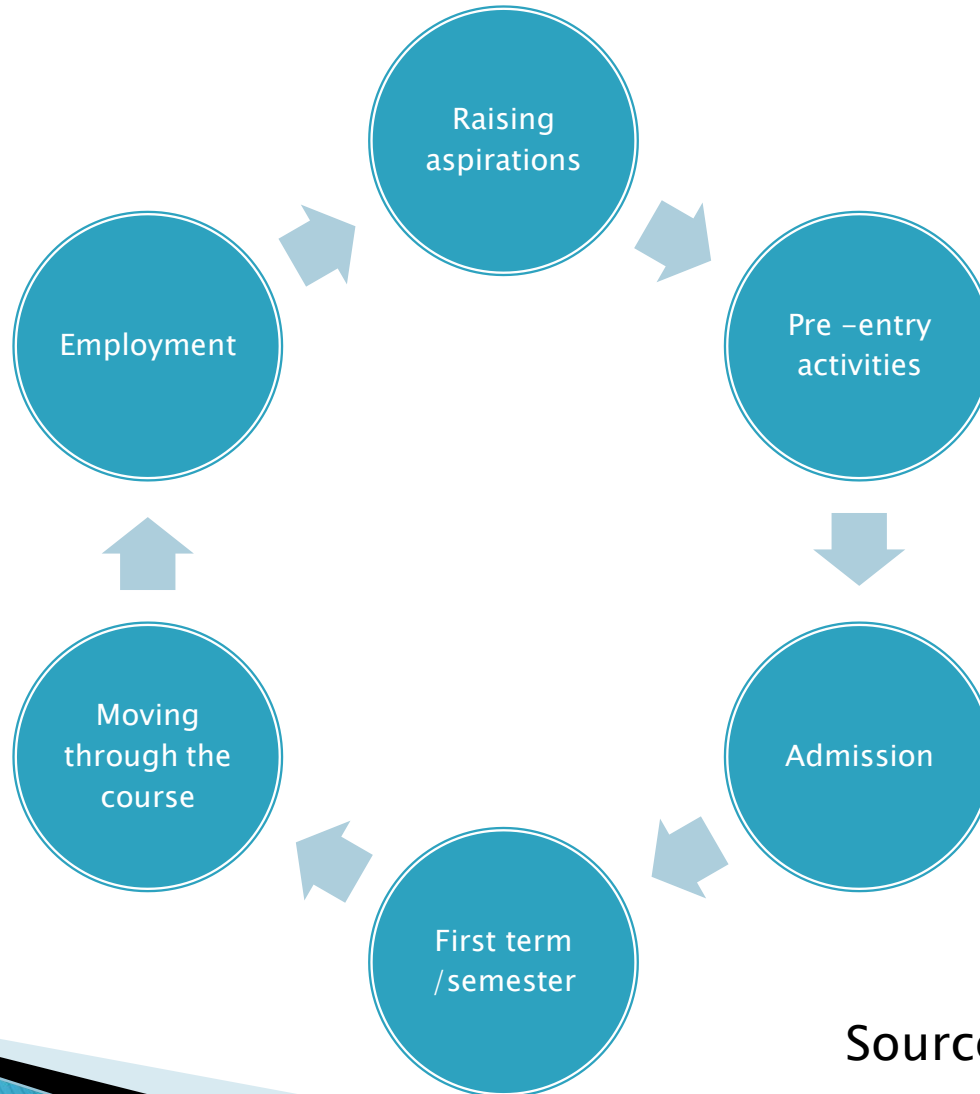 Raising
aspirations
Pre -entry
activities
Admission
First term
/semester
Moving
through the
course
Employment
Source